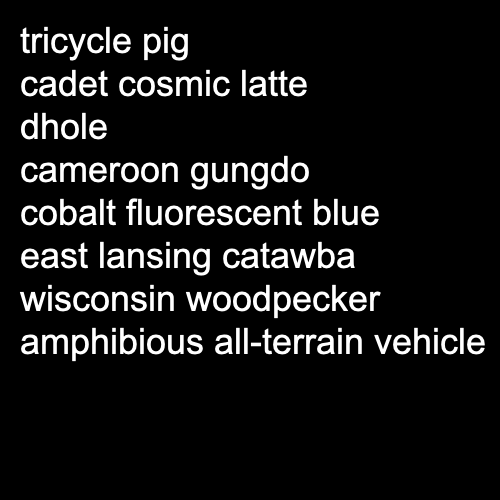 tricycle pig
cadet cosmic latte
dhole
cameroon gungdo
cobalt fluorescent blue
east lansing catawba
wisconsin woodpecker
amphibious all-terrain vehicle